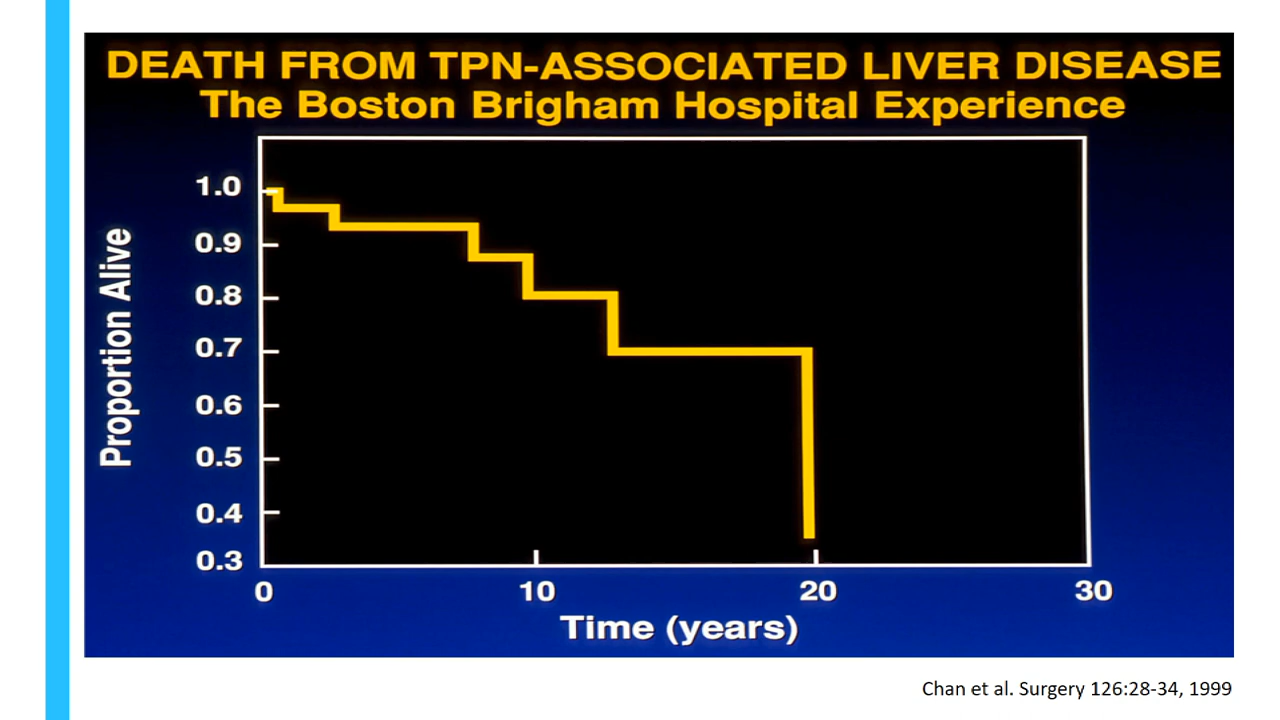 DEATH FROM TPN-ASSOCIATED LIVER DISEASE
The Boston Brigham Hospital Experience
Proportion Alive
1.0
0.9
0.8
0.7
0.6
0.5
0.4
0.3
0
10
20
30
Time (years)
Chan et al. Surgery 126:28-34, 1999